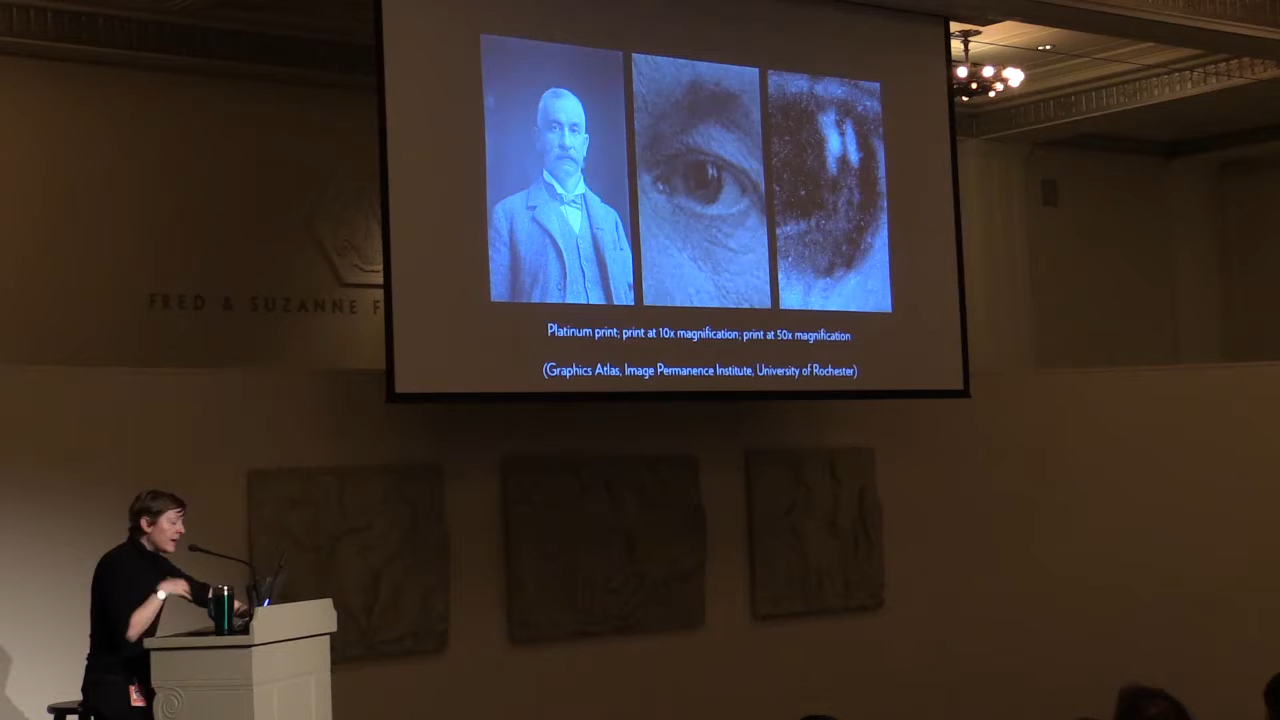 Platinum print; print at 10x magnification; print at 50x magnification
(Graphics Atlas, Image Permanence Institute, University of Rochester)
FRED & SUZANNE F